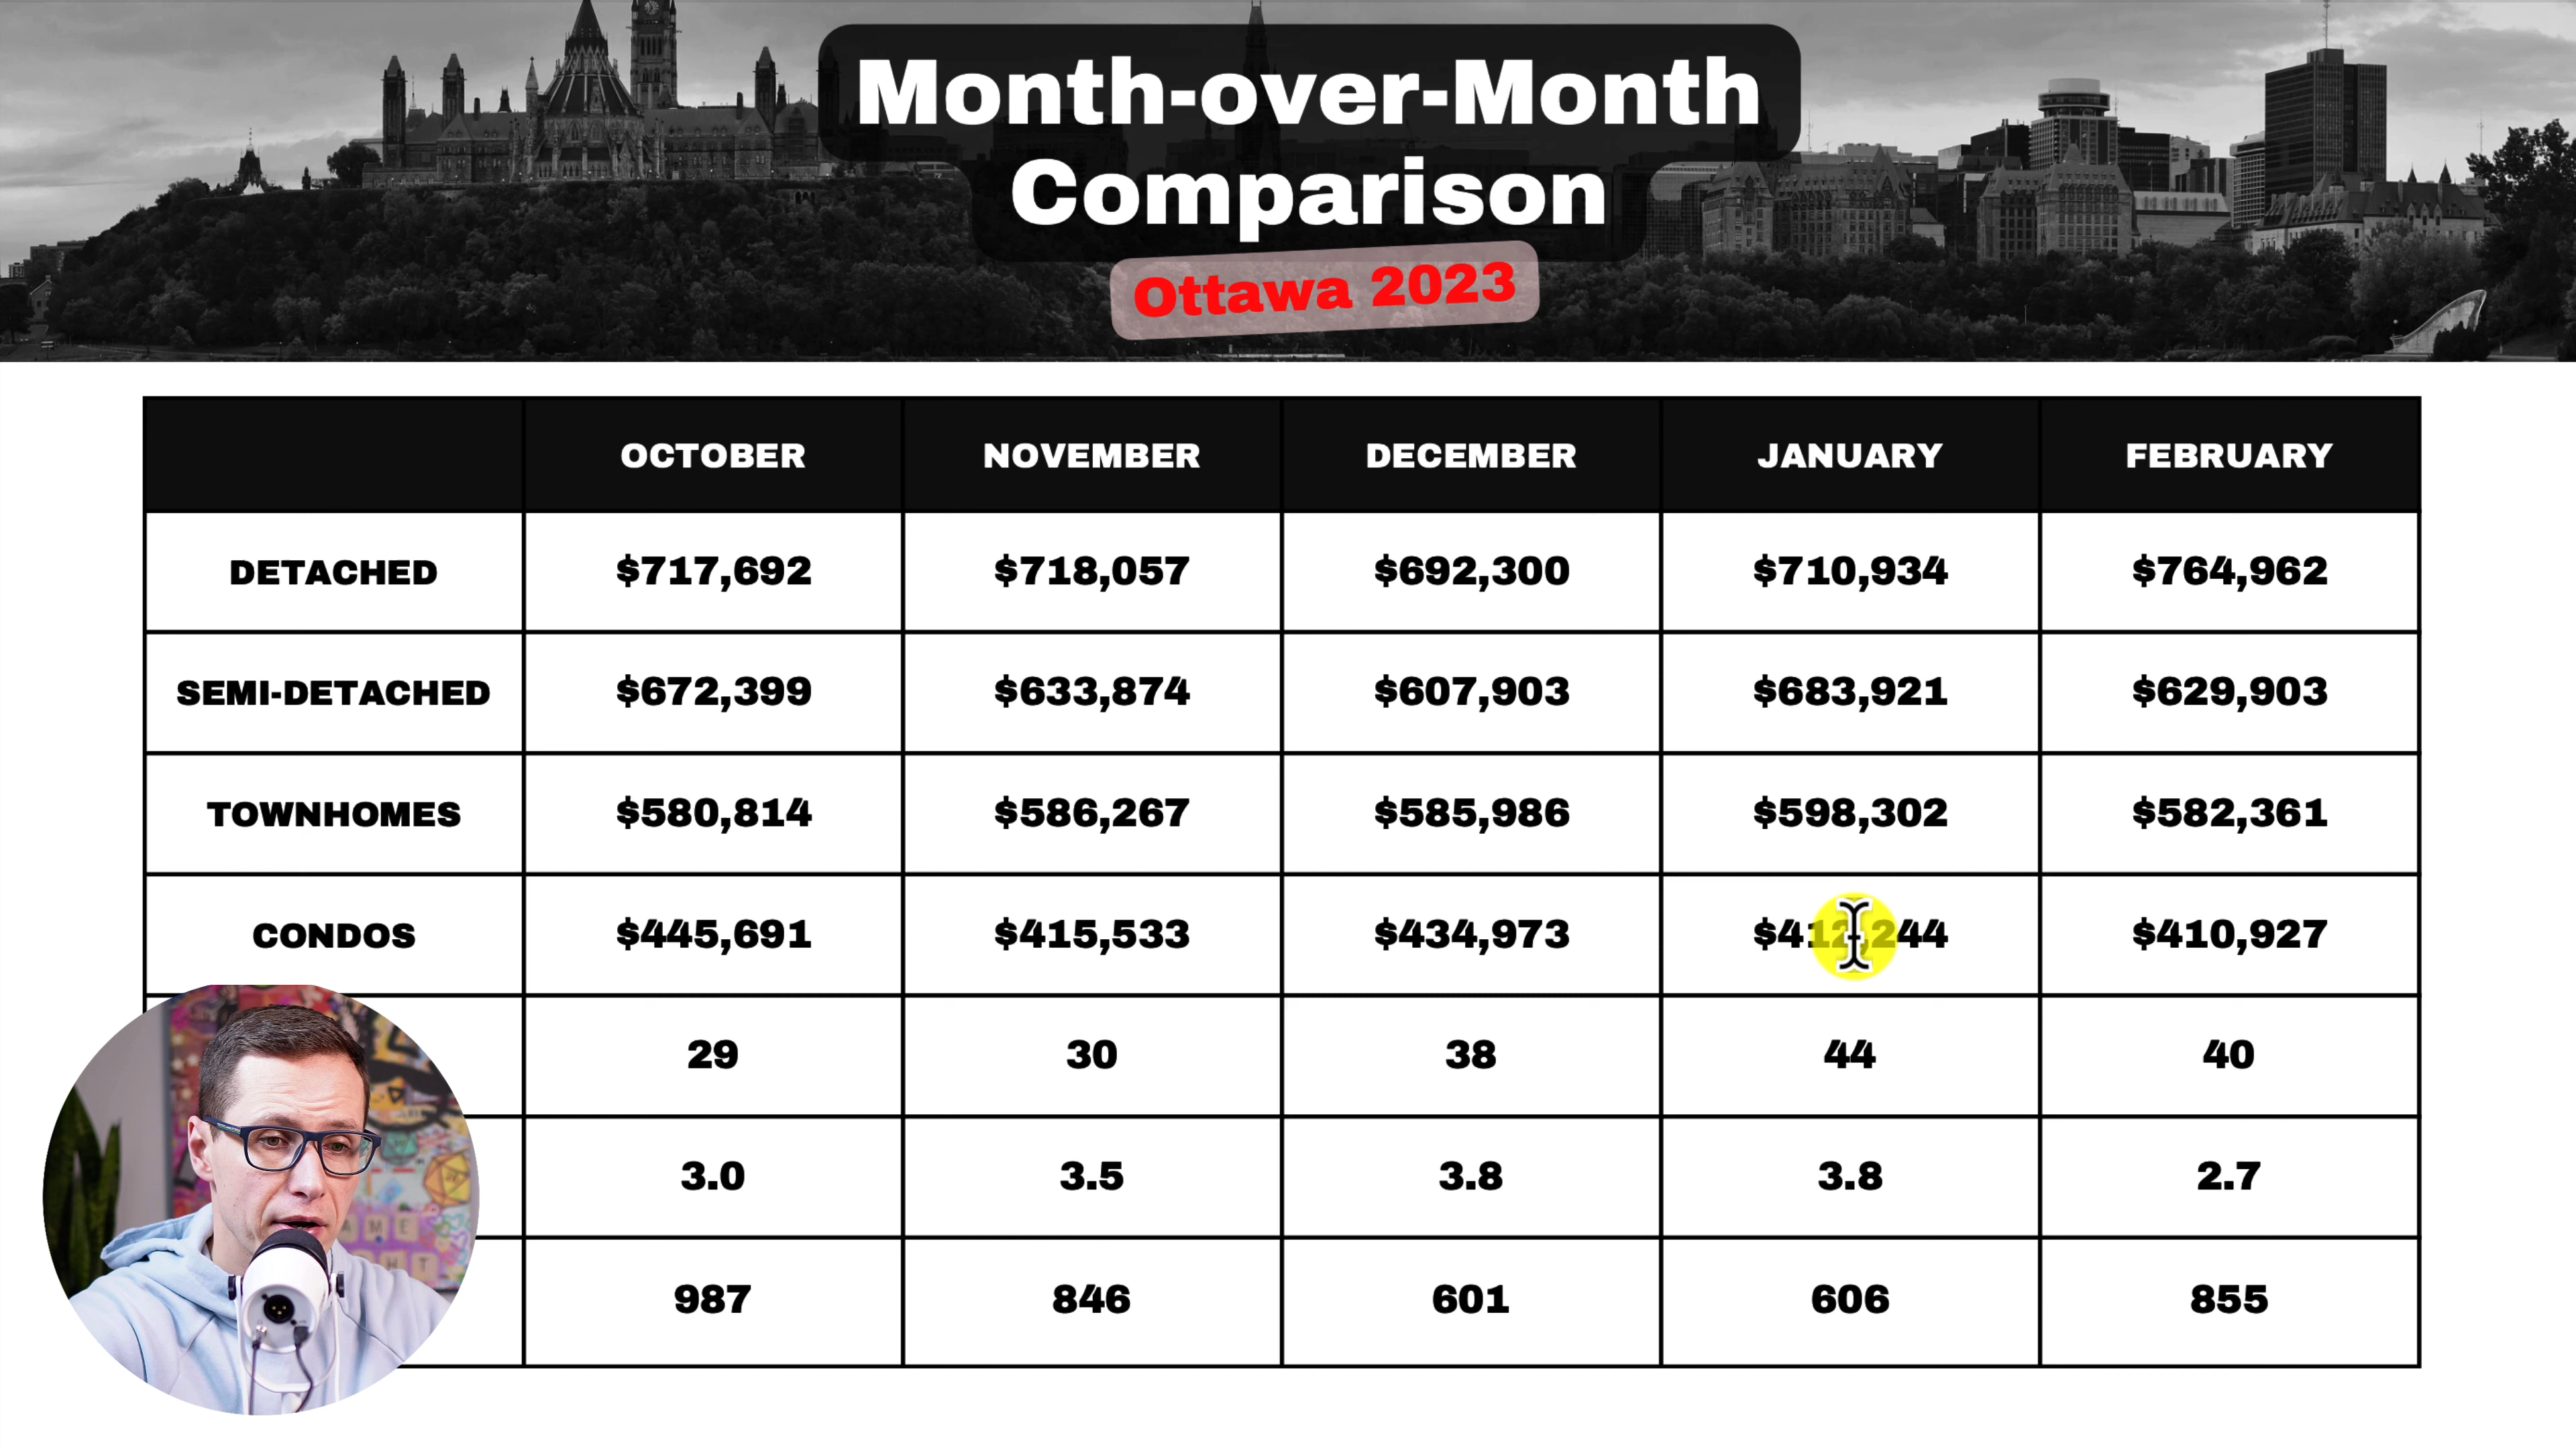 Month-over-Month
Comparison
Ottawa 2023
OCTOBER NOVEMBER DECEMBER JANUARY FEBRUARY
DETACHED $717,692 $718,057 $692,300 $710,934 $764,962
SEMI-DETACHED $672,399 $633,874 $607,903 $683,921 $629,903
TOWNHOMES $580,814 $586,267 $585,986 $598,302 $582,361
CONDOS $445,691 $415,533 $434,973 $412,244 $410,927
29 30 38 44 40
3.0 3.5 3.8 3.8 2.7
987 846 601 606 855